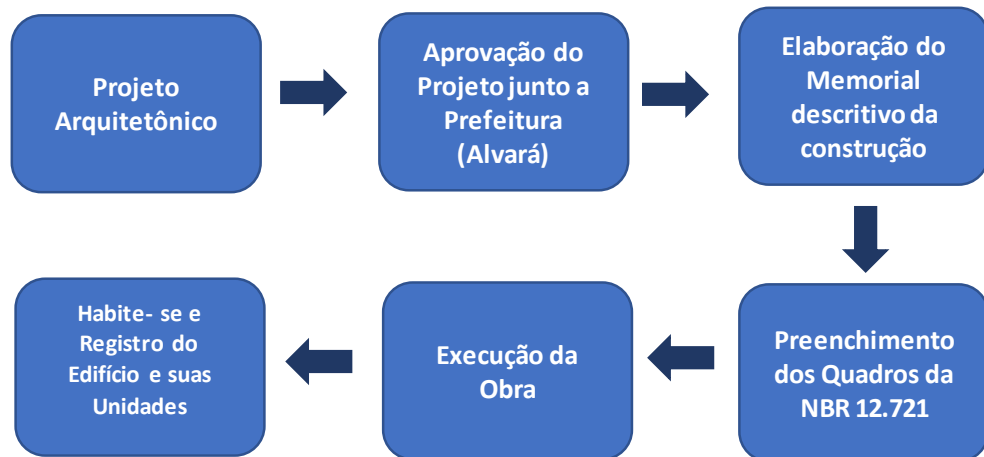 Projeto
Arquitetônico
Aprovação do
Projeto junto a
Prefeitura
(Alvará)
Elaboração do
Memorial
descritivo da
construção
Preenchimento
dos Quadros da
NBR 12.721
Execução da
Obra
Habite- se e
Registro do
Edifício e suas
Unidades